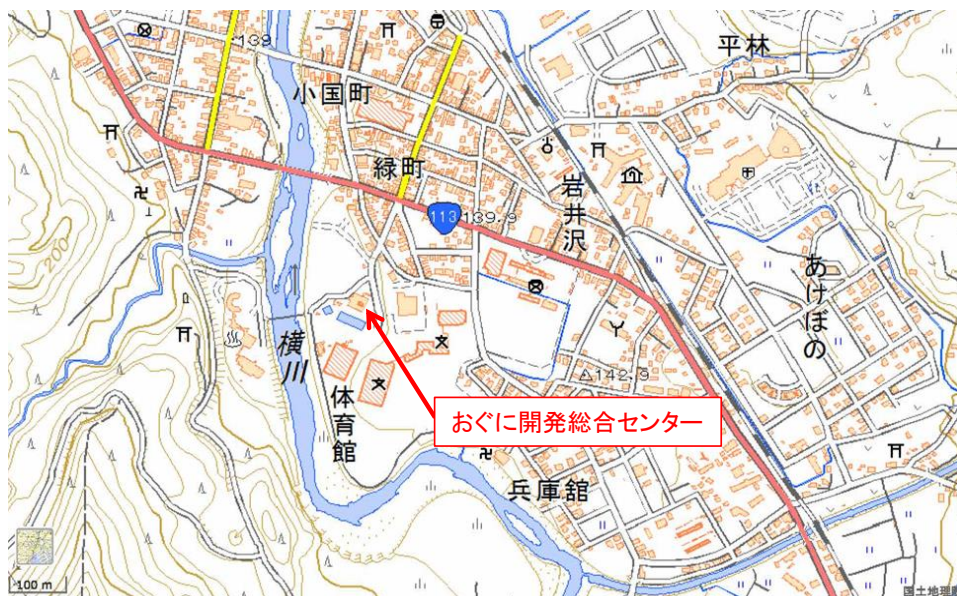 139
平林
小国町
緑町
113
139.9
岩井沢
あけぼの
200
横川
体育館
142.9
おぐに開発総合センター
兵庫舘
100 m
国土地理院